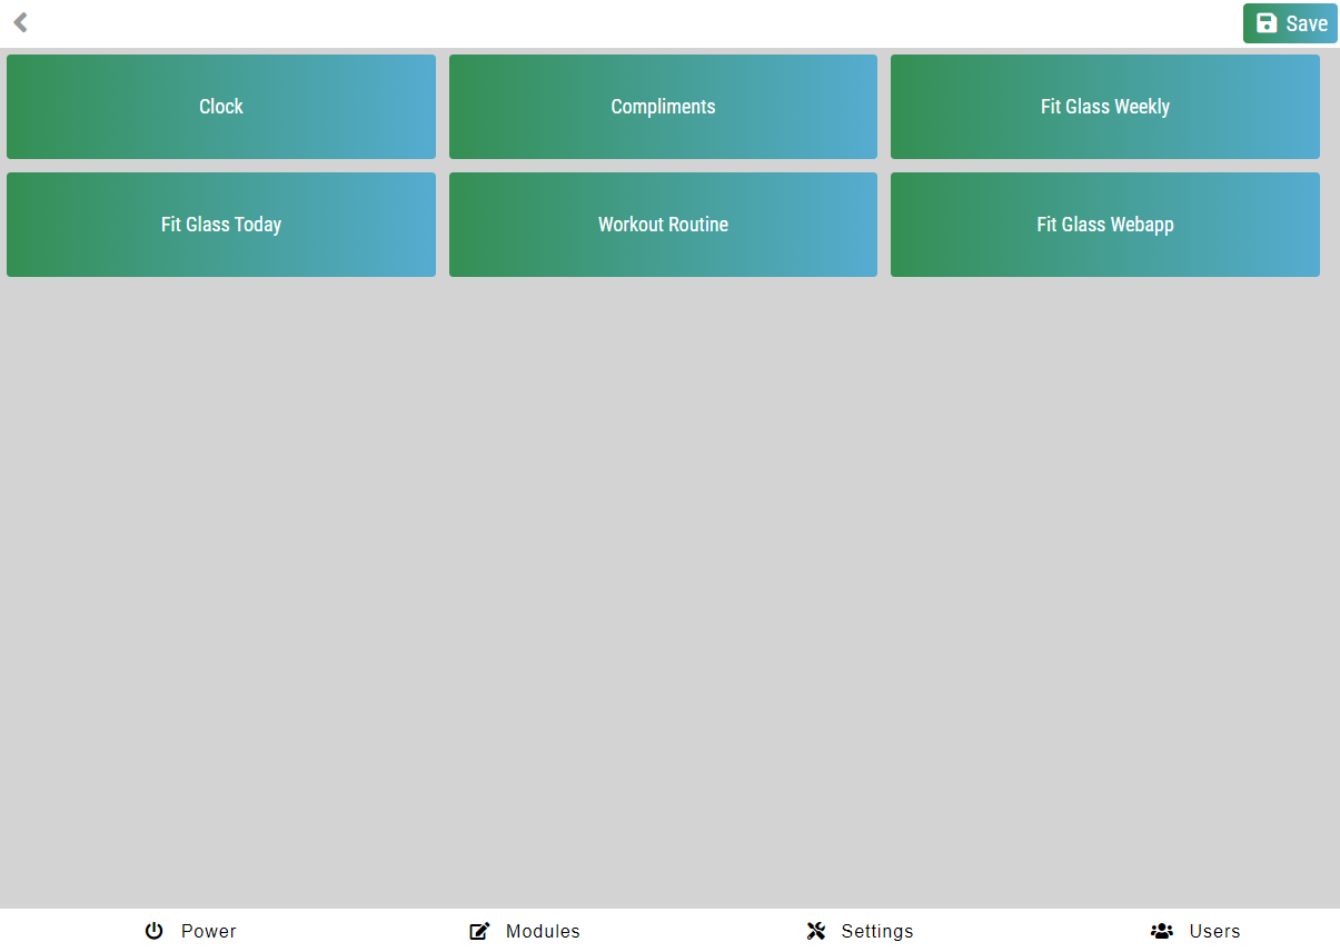 Save
Clock
Compliments
Fit Glass Weekly
Fit Glass Today
Workout Routine
Fit Glass Webapp
Power
Modules
Settings
Users